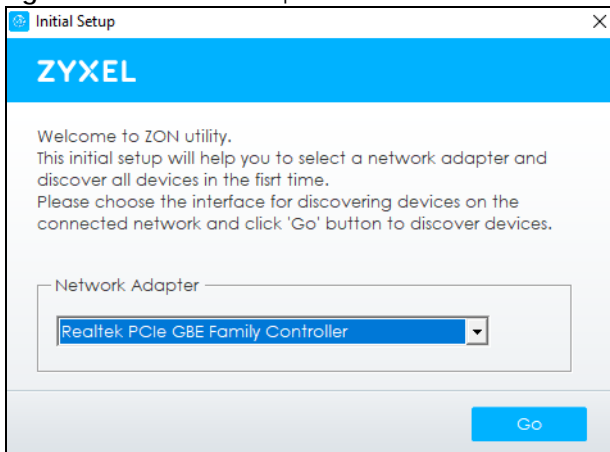 Initial Setup
ZYXEL
Welcome to ZON utility.
This initial setup will help you to select a network adapter and
discover all devices in the fisrt time.
Please choose the interface for discovering devices on the
connected network and click 'Go' button to discover devices.
Network Adapter
Realtek PCIe GBE Family Controller
Go